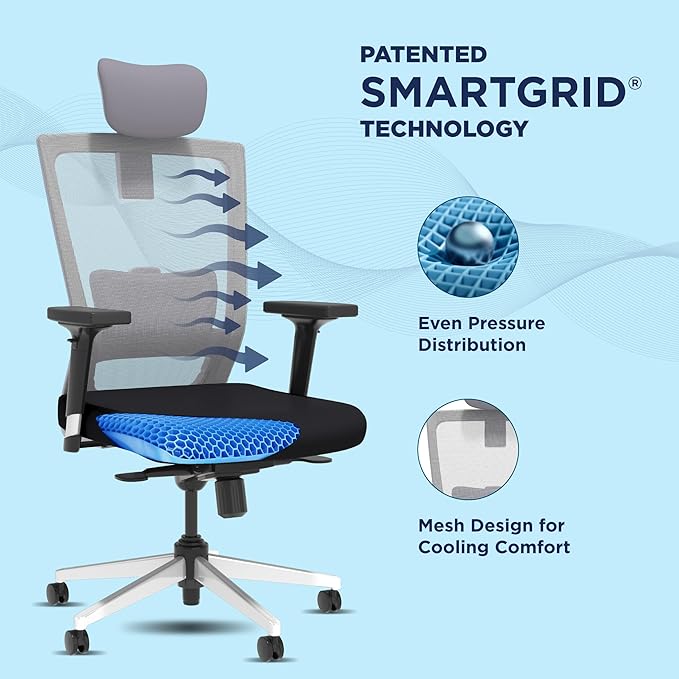 PATENTED
SMARTGRID®
TECHNOLOGY
Even Pressure
Distribution
Mesh Design for
Cooling Comfort